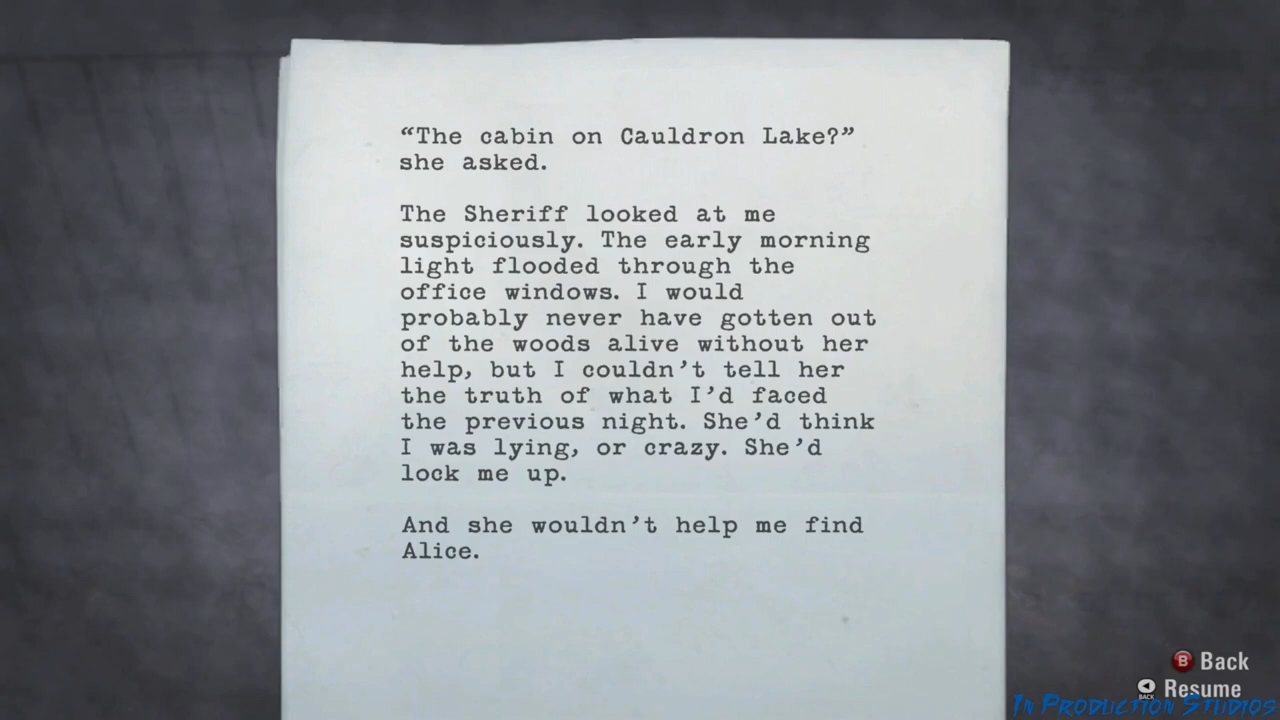 “The cabin on Cauldron Lake?”
she asked.
The Sheriff looked at me
suspiciously. The early morning
light flooded through the
office windows. I would
probably never have gotten out
of the woods alive without her
help, but I couldn’t tell her
the truth of what I’d faced
the previous night. She’d think
I was lying, or crazy. She’d
lock me up.
And she wouldn’t help me find
Alice.
B Back
BACK Resume
In Production Studios